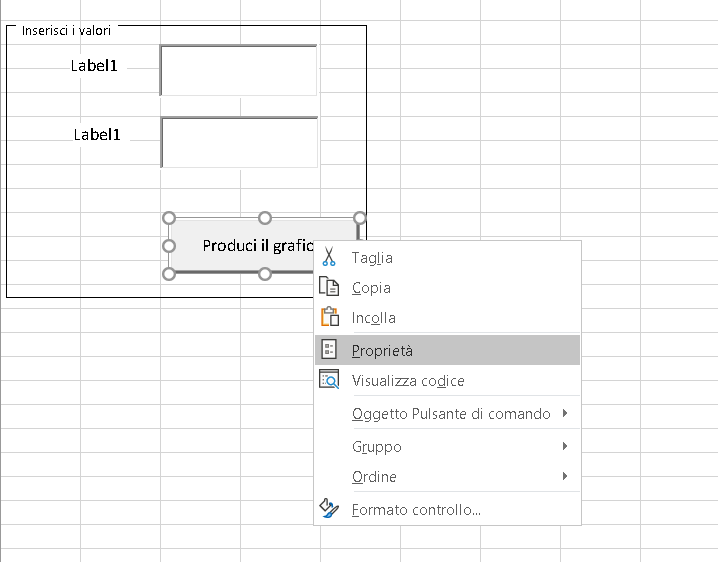 Inserisci i valori
Label1
Label1
Produci il grafico
Taglia
Copia
Incolla
Proprietà
Visualizza codice
Oggetto Pulsante di comando
Gruppo
Ordine
Formato controllo...